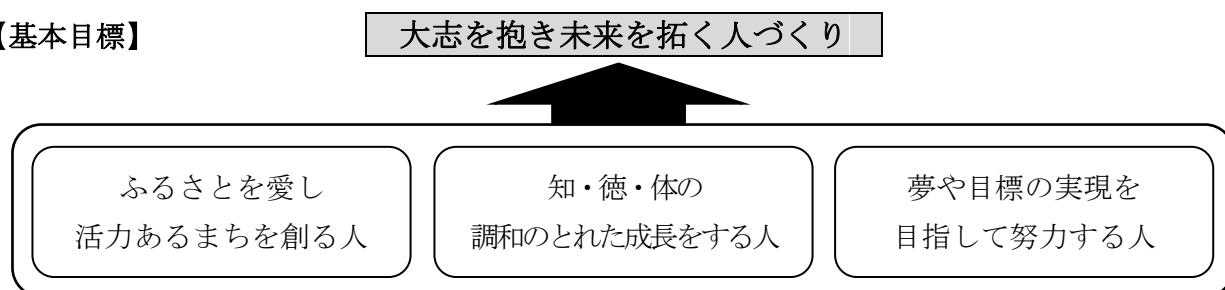 【基本目標】
大志を抱き未来を拓く人づくり
ふるさとを愛し
活力あるまちを創る人
知・徳・体の
調和のとれた成長をする人
夢や目標の実現を
目指して努力する人